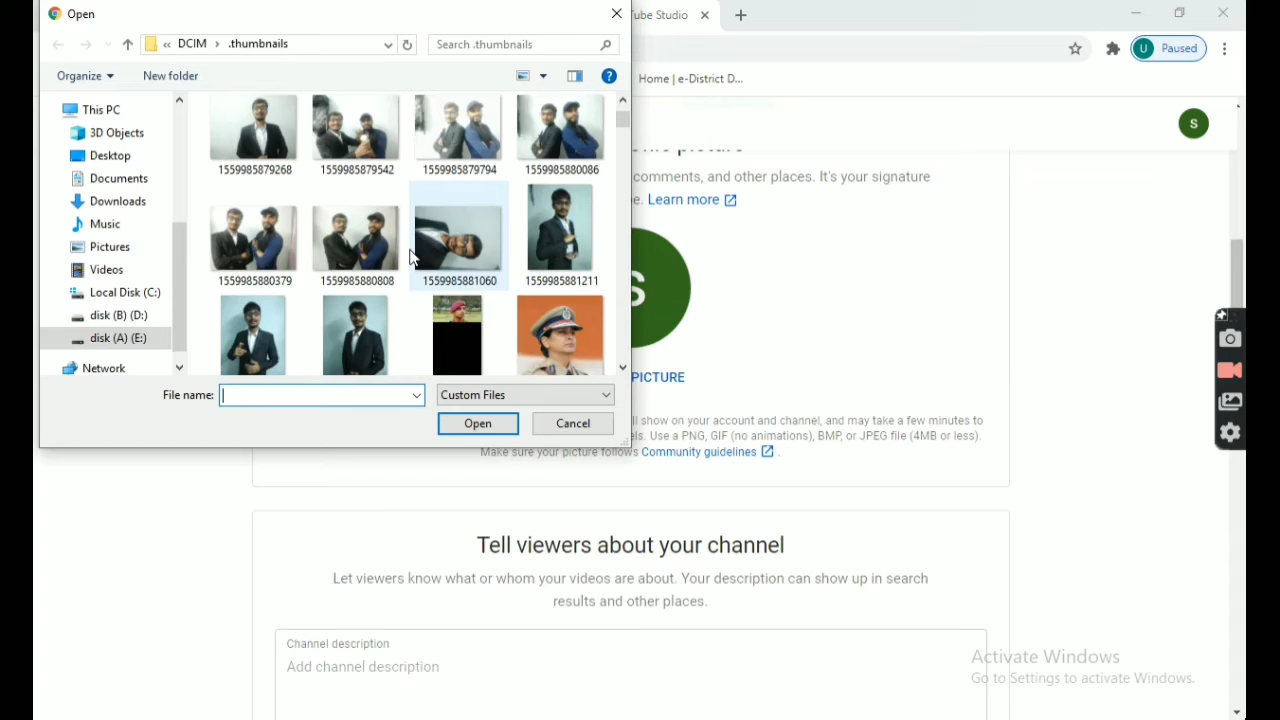 Open
Tube Studio
Paused
« DCIM › .thumbnails
Search .thumbnails
Home | e-District D...
Organize
New folder
This PC
3D Objects
Desktop
Documents
Downloads
Music
Pictures
Videos
Local Disk (C:)
disk (B) (D:)
disk (A) (E:)
Network
1559985879268
1559985879542
1559985879794
1559985880086
1559985880379
1559985880808
1559985881060
1559985881211
File name:
Custom Files
Open
Cancel
U
S
comments, and other places. It's your signature
Learn more
S
PICTURE
show on your account and channel, and may take a few minutes to
Use a PNG, GIF (no animations), BMP, or JPEG file (4MB or less).
Make sure your picture follows Community guidelines
Tell viewers about your channel
Let viewers know what or whom your videos are about. Your description can show up in search
results and other places.
Channel description
Add channel description
Activate Windows
Go to Settings to activate Windows.